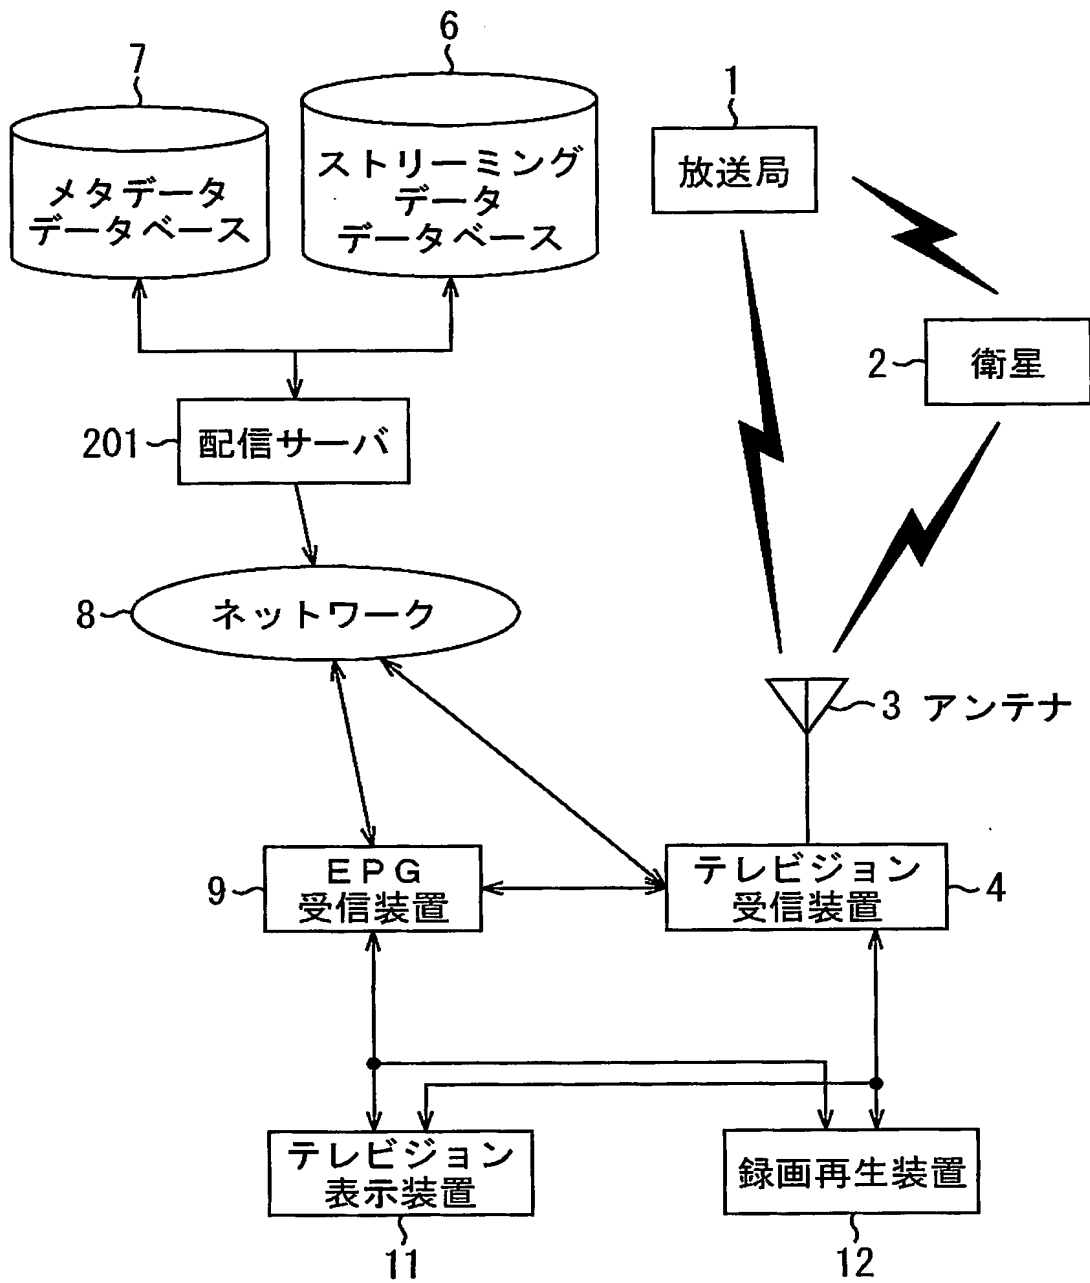 7
メタデータ
データベース
6
ストリーミング
データ
データベース
1
放送局
2
衛星
201
配信サーバ
8
ネットワーク
3 アンテナ
9
EPG
受信装置
テレビジョン
受信装置
4
テレビジョン
表示装置
11
録画再生装置
12